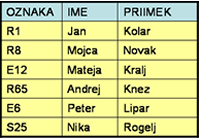 OZNAKA IME PRIIMEK
R1 Jan Kolar
R8 Mojca Novak
E12 Mateja Kralj
R65 Andrej Knez
E6 Peter Lipar
S25 Nika Rogelj